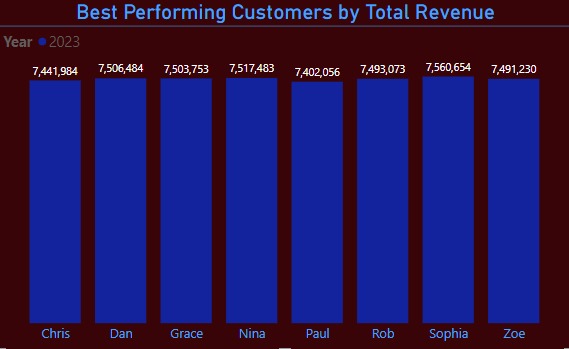 Best Performing Customers by Total Revenue
Year 2023
7,441,984 7,506,484 7,503,753 7,517,483 7,402,056 7,493,073 7,560,654 7,491,230
Chris Dan Grace Nina Paul Rob Sophia Zoe